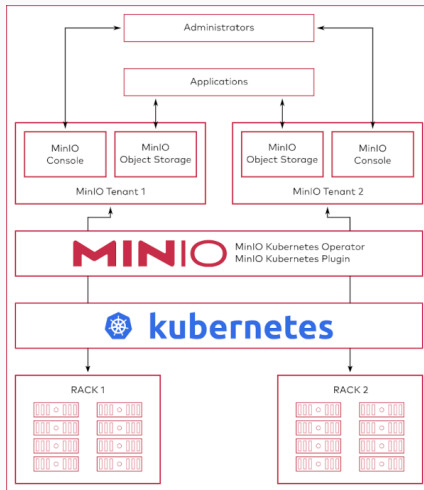 Administrators
Applications
MinIO
Console
MinIO
Object Storage
MinIO Tenant 1
MinIO
Object Storage
MinIO
Console
MinIO Tenant 2
MINIO
MinIO Kubernetes Operator
MinIO Kubernetes Plugin
kubernetes
RACK 1
RACK 2